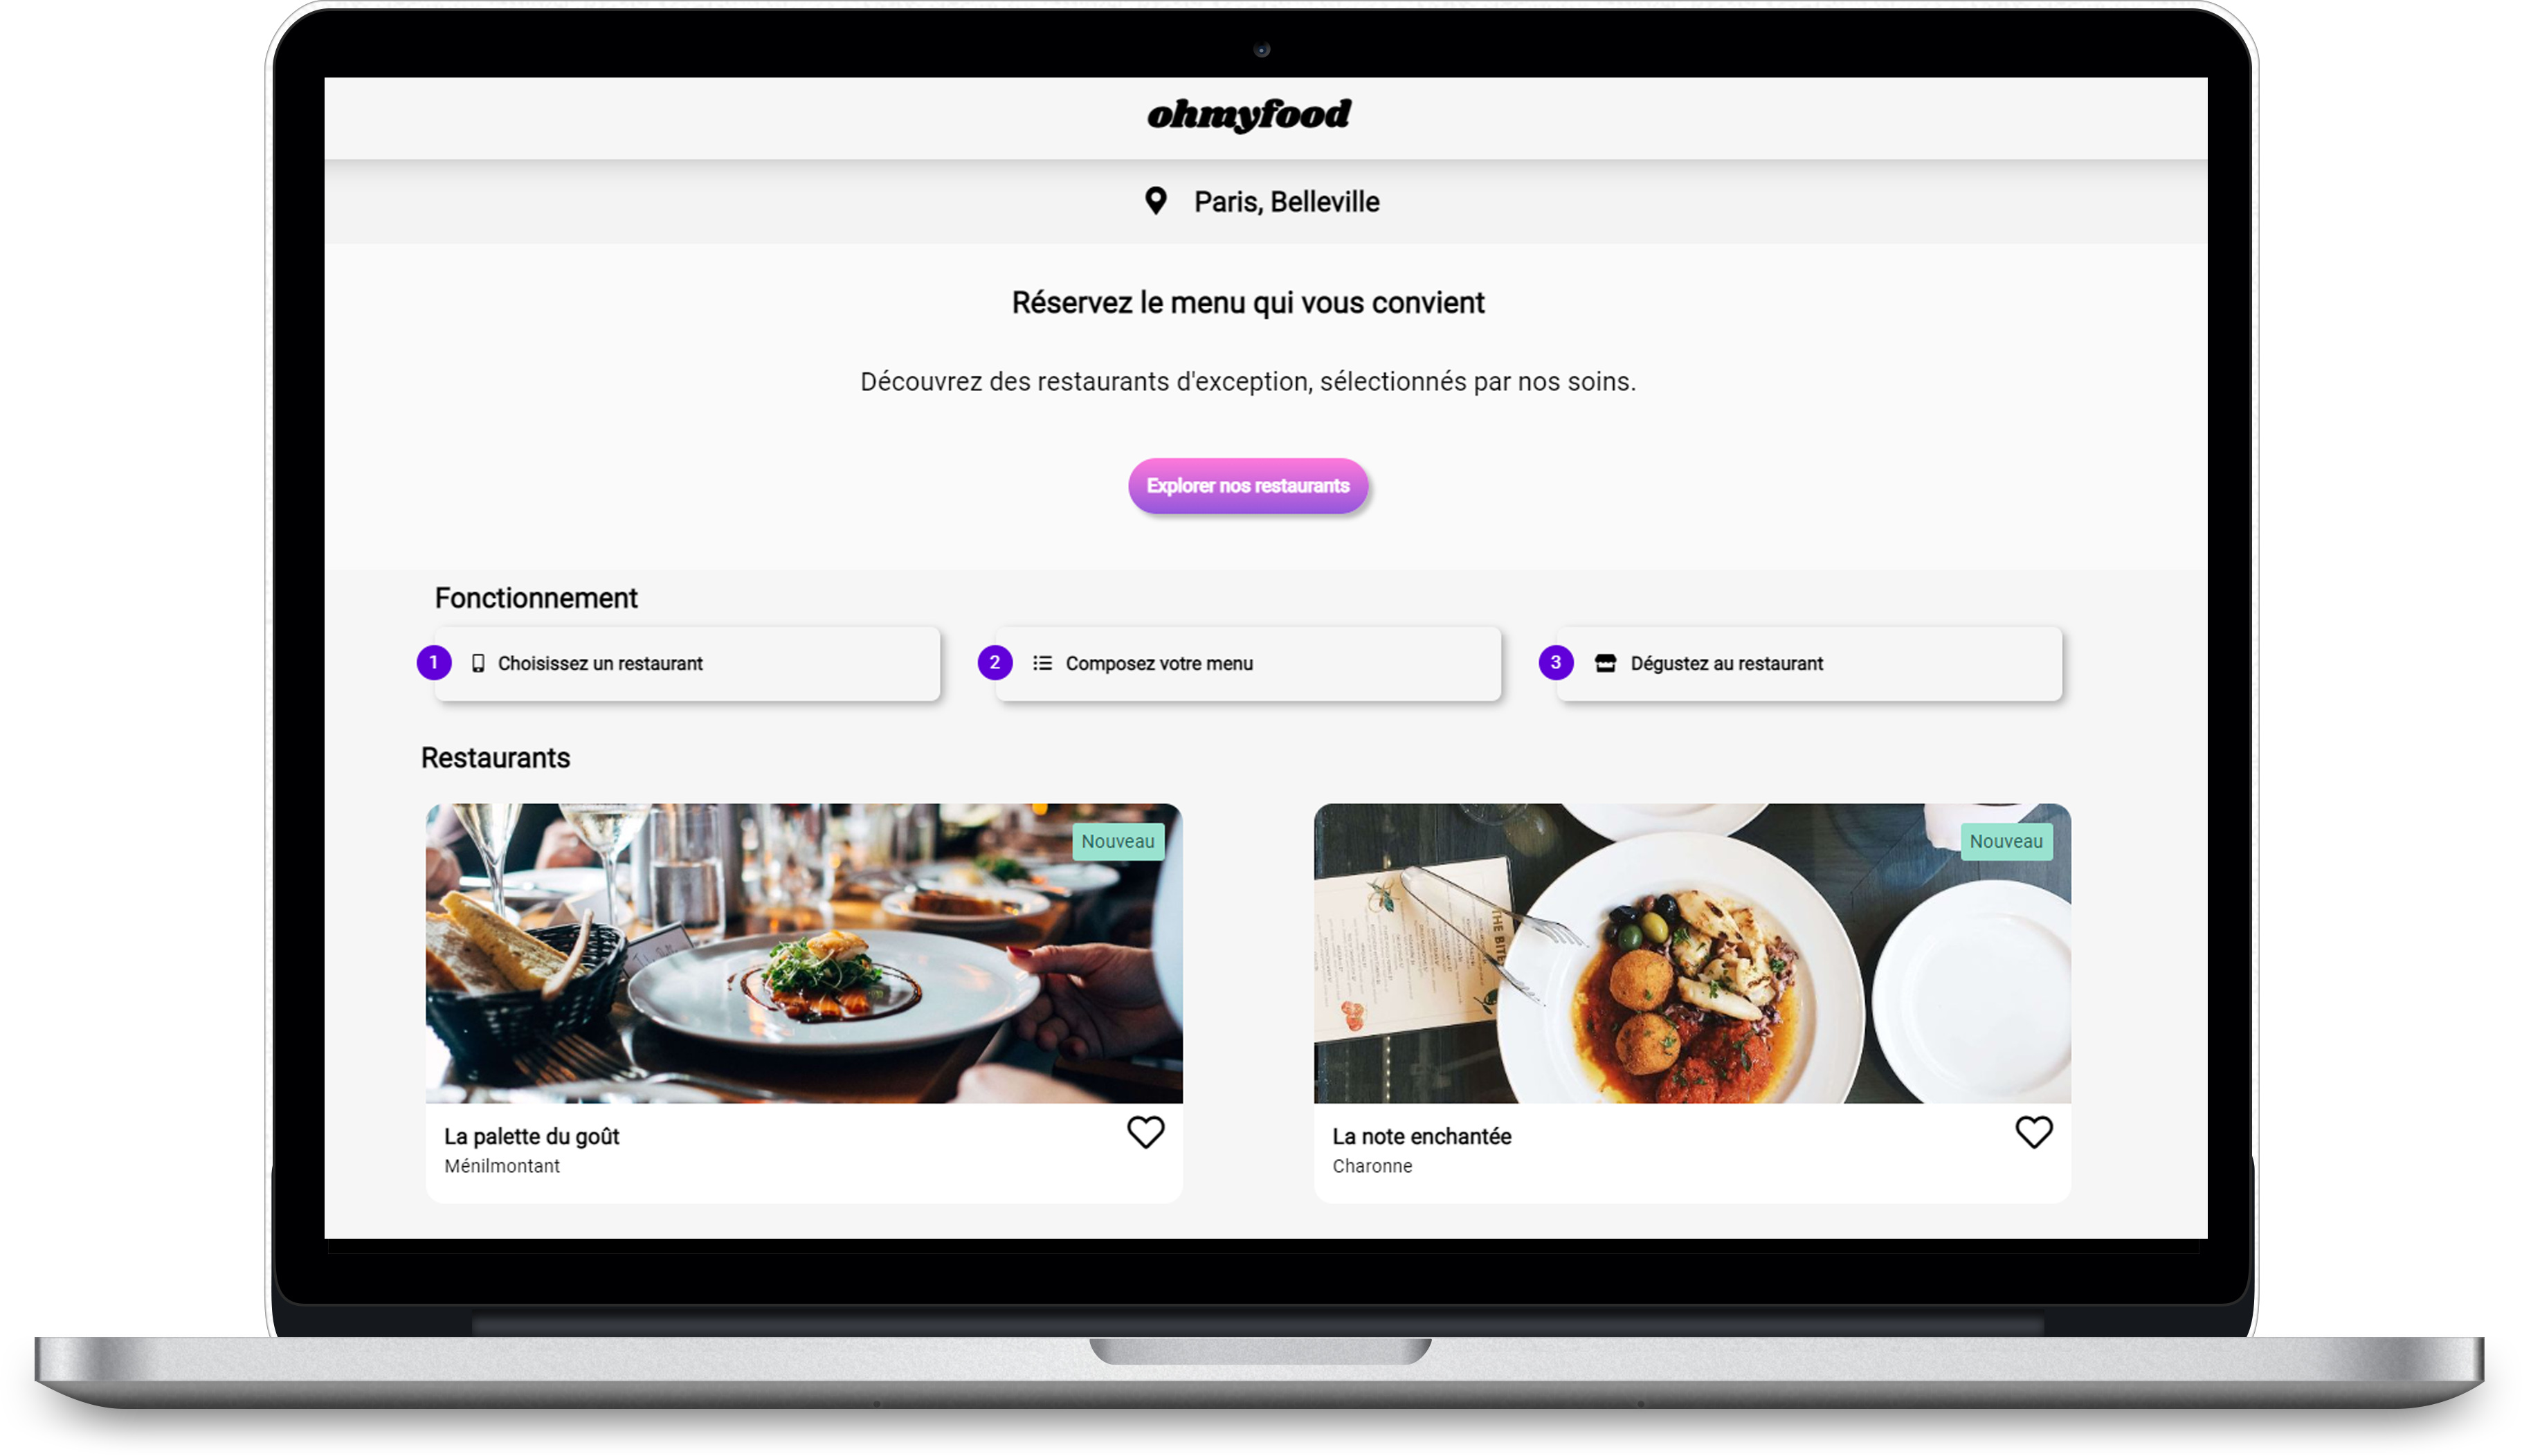 ohmyfood
Paris, Belleville
Réservez le menu qui vous convient
Découvrez des restaurants d'exception, sélectionnés par nos soins.
Explorer nos restaurants
Fonctionnement
1 Choisissez un restaurant
2 Composez votre menu
3 Dégustez au restaurant
Restaurants
Nouveau
Nouveau
La palette du goût
Ménilmontant
La note enchantée
Charonne